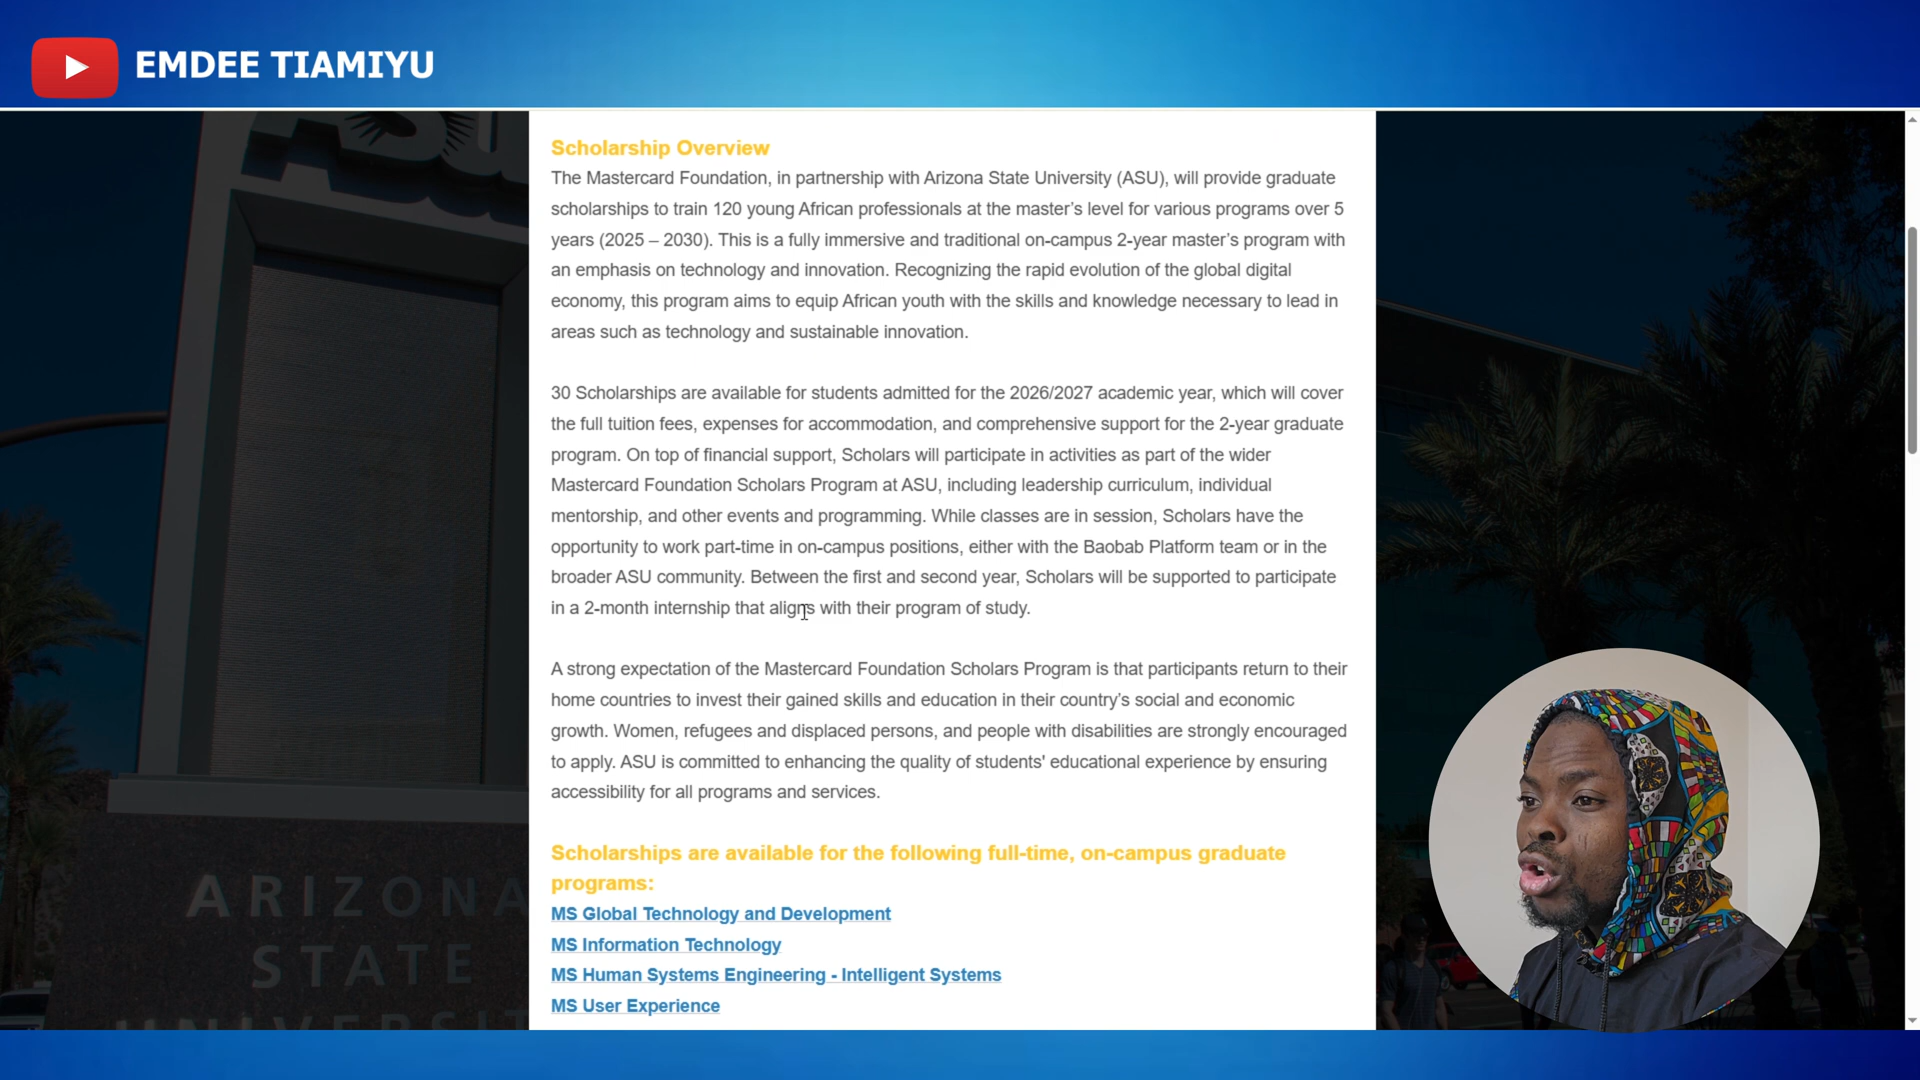 EMDEE TIAMIYU
ASU
Scholarship Overview
The Mastercard Foundation, in partnership with Arizona State University (ASU), will provide graduate
scholarships to train 120 young African professionals at the master's level for various programs over 5
years (2025 – 2030). This is a fully immersive and traditional on-campus 2-year master's program with
an emphasis on technology and innovation. Recognizing the rapid evolution of the global digital
economy, this program aims to equip African youth with the skills and knowledge necessary to lead in
areas such as technology and sustainable innovation.
30 Scholarships are available for students admitted for the 2026/2027 academic year, which will cover
the full tuition fees, expenses for accommodation, and comprehensive support for the 2-year graduate
program. On top of financial support, Scholars will participate in activities as part of the wider
Mastercard Foundation Scholars Program at ASU, including leadership curriculum, individual
mentorship, and other events and programming. While classes are in session, Scholars have the
opportunity to work part-time in on-campus positions, either with the Baobab Platform team or in the
broader ASU community. Between the first and second year, Scholars will be supported to participate
in a 2-month internship that aligns with their program of study.
A strong expectation of the Mastercard Foundation Scholars Program is that participants return to their
home countries to invest their gained skills and education in their country's social and economic
growth. Women, refugees and displaced persons, and people with disabilities are strongly encouraged
to apply. ASU is committed to enhancing the quality of students' educational experience by ensuring
accessibility for all programs and services.
Scholarships are available for the following full-time, on-campus graduate
programs:
MS Global Technology and Development
MS Information Technology
MS Human Systems Engineering - Intelligent Systems
MS User Experience
ARIZONA
STATE